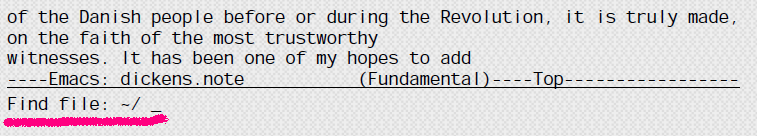 of the Danish people before or during the Revolution, it is truly made,
on the faith of the most trustworthy
witnesses. It has been one of my hopes to add
----Emacs: dickens.note            (Fundamental)----Top-----------------
Find file: ~/ _